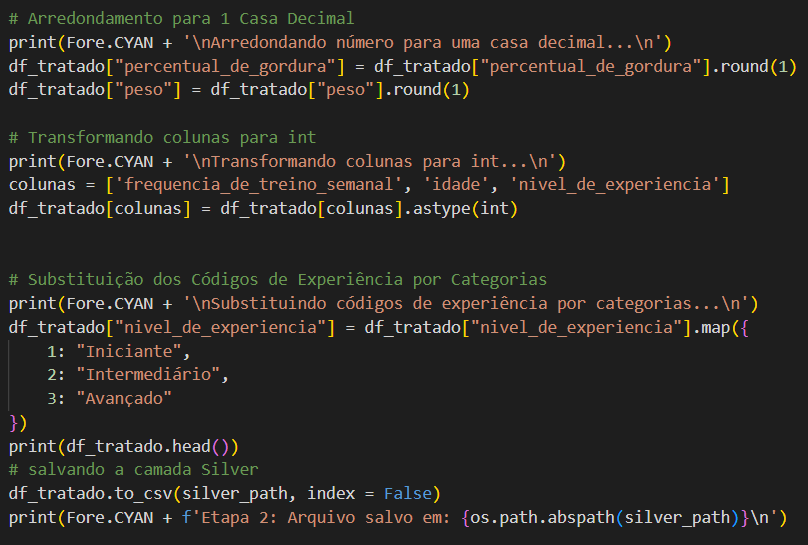 # Arredondamento para 1 Casa Decimal
print(Fore.CYAN + '\nArredondando número para uma casa decimal...\n')
df_tratado["percentual_de_gordura"] = df_tratado["percentual_de_gordura"].round(1)
df_tratado["peso"] = df_tratado["peso"].round(1)

# Transformando colunas para int
print(Fore.CYAN + '\nTransformando colunas para int...\n')
colunas = ['frequencia_de_treino_semanal', 'idade', 'nivel_de_experiencia']
df_tratado[colunas] = df_tratado[colunas].astype(int)

# Substituição dos Códigos de Experiência por Categorias
print(Fore.CYAN + '\nSubstituindo códigos de experiência por categorias...\n')
df_tratado["nivel_de_experiencia"] = df_tratado["nivel_de_experiencia"].map({
    1: "Iniciante",
    2: "Intermediário",
    3: "Avançado"
})
print(df_tratado.head())
# salvando a camada Silver
df_tratado.to_csv(silver_path, index = False)
print(Fore.CYAN + f'Etapa 2: Arquivo salvo em: {os.path.abspath(silver_path)}\n')